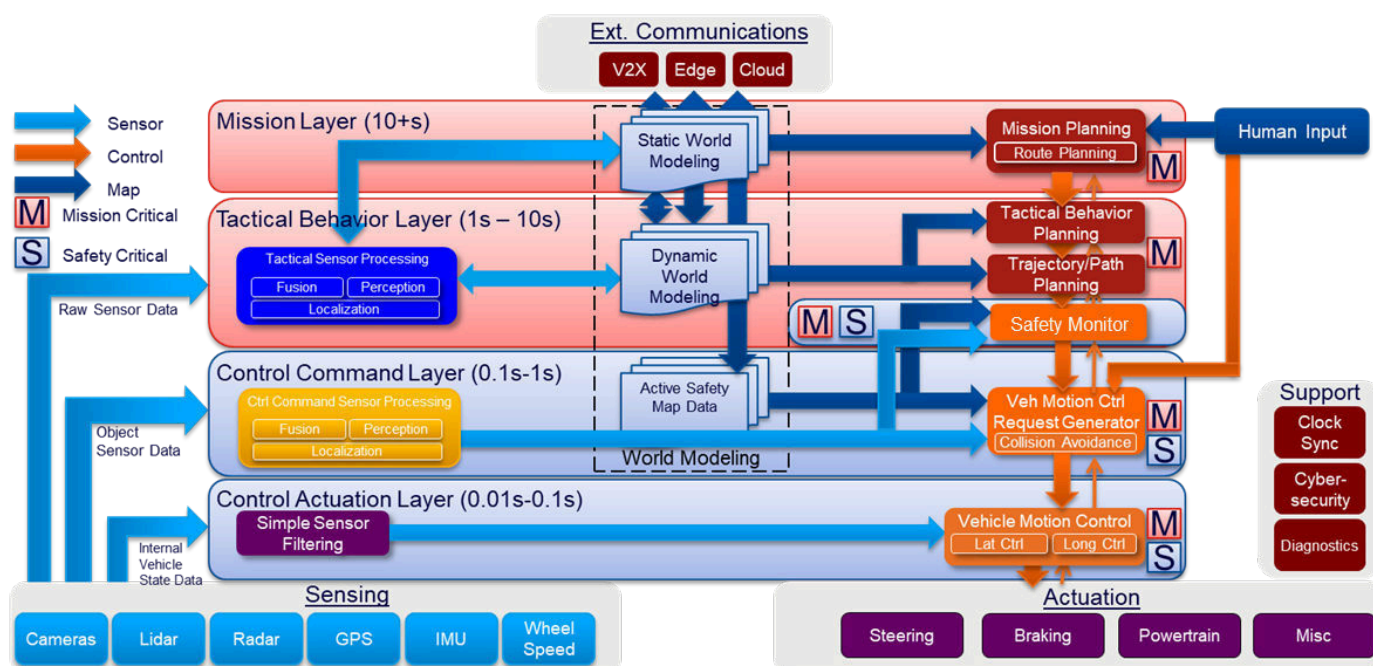 Ext. Communications
V2X
Edge
Cloud
Sensor
Control
Map
M
Mission Critical
S
Safety Critical
Mission Layer (10+s)
Static World
Modeling
Mission Planning
Route Planning
M
Human Input
Tactical Behavior Layer (1s – 10s)
Tactical Sensor Processing
Fusion
Perception
Localization
Dynamic
World
Modeling
Tactical Behavior
Planning
Trajectory/Path
Planning
M
Raw Sensor Data
M
S
Safety Monitor
Control Command Layer (0.1s-1s)
Ctrl Command Sensor Processing
Fusion
Perception
Localization
Active Safety
Map Data
World Modeling
Veh Motion Ctrl
Request Generator
Collision Avoidance
M
S
Object
Sensor Data
Support
Clock
Sync
Cyber-
security
Diagnostics
Control Actuation Layer (0.01s-0.1s)
Simple Sensor
Filtering
Vehicle Motion Control
Lat Ctrl
Long Ctrl
M
S
Internal
Vehicle
State Data
Sensing
Cameras
Lidar
Radar
GPS
IMU
Wheel
Speed
Actuation
Steering
Braking
Powertrain
Misc